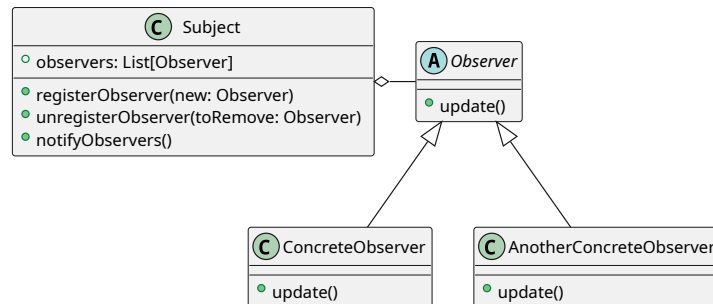 C Subject
observers: List[Observer]
registerObserver(new: Observer)
unregisterObserver(toRemove: Observer)
notifyObservers()
A Observer
update()
C ConcreteObserver
update()
C AnotherConcreteObserver
update()